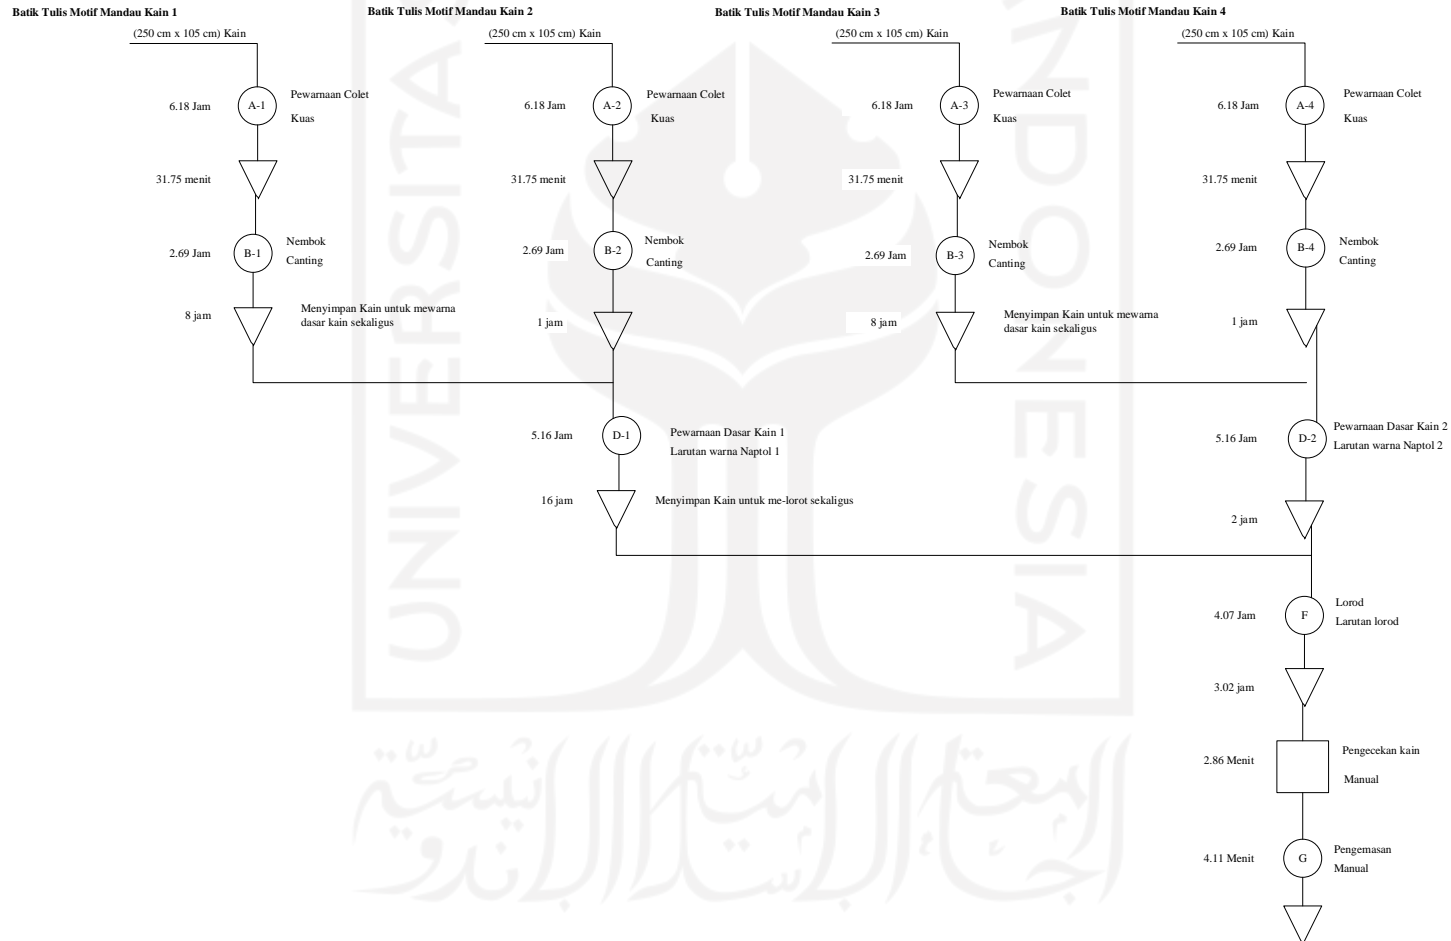 Batik Tulis Motif Mandau Kain 1
Batik Tulis Motif Mandau Kain 2
Batik Tulis Motif Mandau Kain 3
Batik Tulis Motif Mandau Kain 4
(250 cm x 105 cm) Kain
(250 cm x 105 cm) Kain
(250 cm x 105 cm) Kain
(250 cm x 105 cm) Kain
6.18 Jam
A-1
Pewarnaan Colet
Kuas
6.18 Jam
A-2
Pewarnaan Colet
Kuas
6.18 Jam
A-3
Pewarnaan Colet
Kuas
6.18 Jam
A-4
Pewarnaan Colet
Kuas
31.75 menit
31.75 menit
31.75 menit
31.75 menit
2.69 Jam
B-1
Nembok
Canting
2.69 Jam
B-2
Nembok
Canting
2.69 Jam
B-3
Nembok
Canting
2.69 Jam
B-4
Nembok
Canting
8 jam
Menyimpan Kain untuk mewarna
dasar kain sekaligus
1 jam
8 jam
Menyimpan Kain untuk mewarna
dasar kain sekaligus
1 jam
5.16 Jam
D-1
Pewarnaan Dasar Kain 1
Larutan warna Naptol 1
5.16 Jam
D-2
Pewarnaan Dasar Kain 2
Larutan warna Naptol 2
16 jam
Menyimpan Kain untuk me-lorot sekaligus
2 jam
4.07 Jam
F
Lorod
Larutan lorod
3.02 jam
2.86 Menit
Pengecekan kain
Manual
4.11 Menit
G
Pengemasan
Manual
UNIVERSITAS
INDONESIA